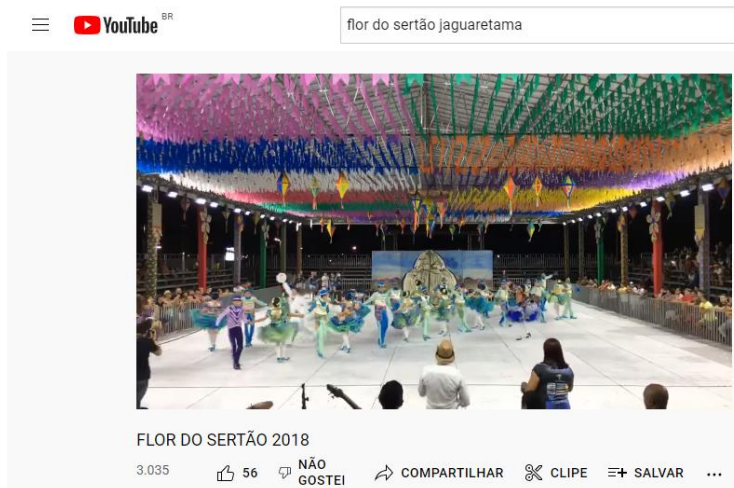 YouTube BR
flor do sertão jaguaretama
FLOR DO SERTÃO 2018
3.035
56
NÃO
GOSTEI
COMPARTILHAR
CLIPE
SALVAR